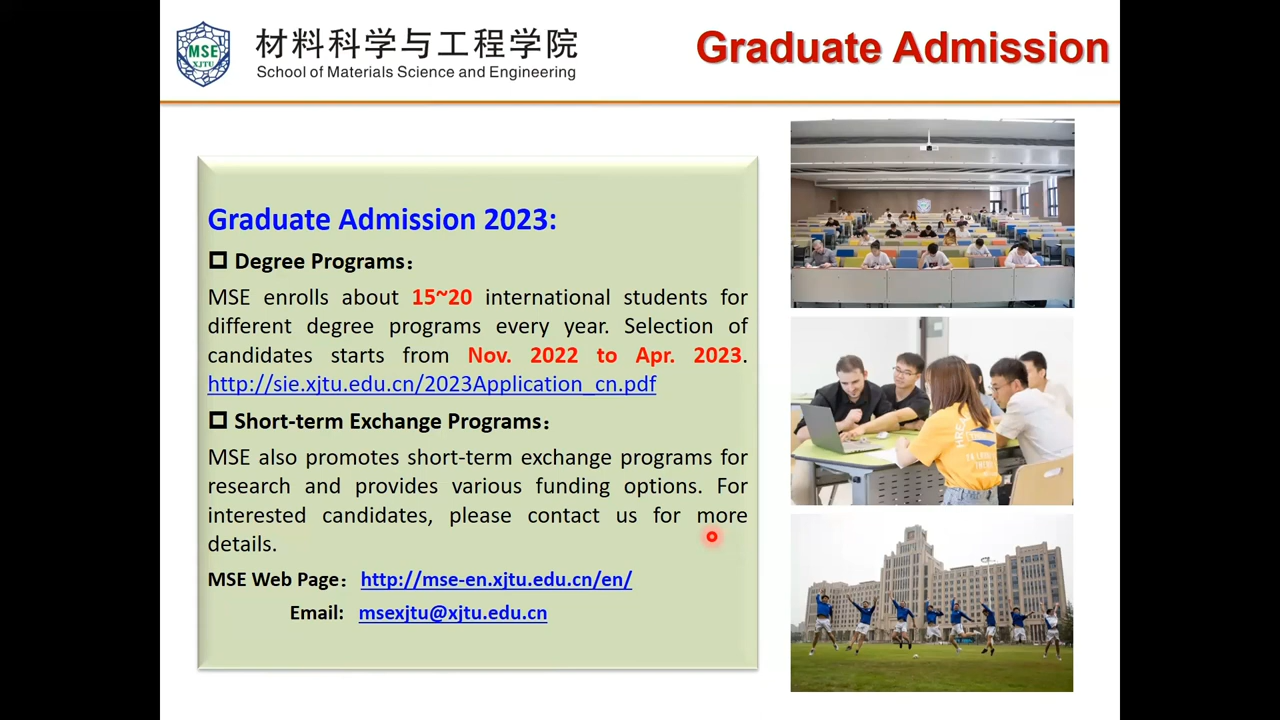 MSE
XJTU
材料科学与工程学院
School of Materials Science and Engineering
Graduate Admission
Graduate Admission 2023:
Degree Programs：
MSE enrolls about 15~20 international students for
different degree programs every year. Selection of
candidates starts from Nov. 2022 to Apr. 2023.
http://sie.xjtu.edu.cn/2023Application_cn.pdf
Short-term Exchange Programs：
MSE also promotes short-term exchange programs for
research and provides various funding options. For
interested candidates, please contact us for more
details.
MSE Web Page： http://mse-en.xjtu.edu.cn/en/
Email: msexjtu@xjtu.edu.cn